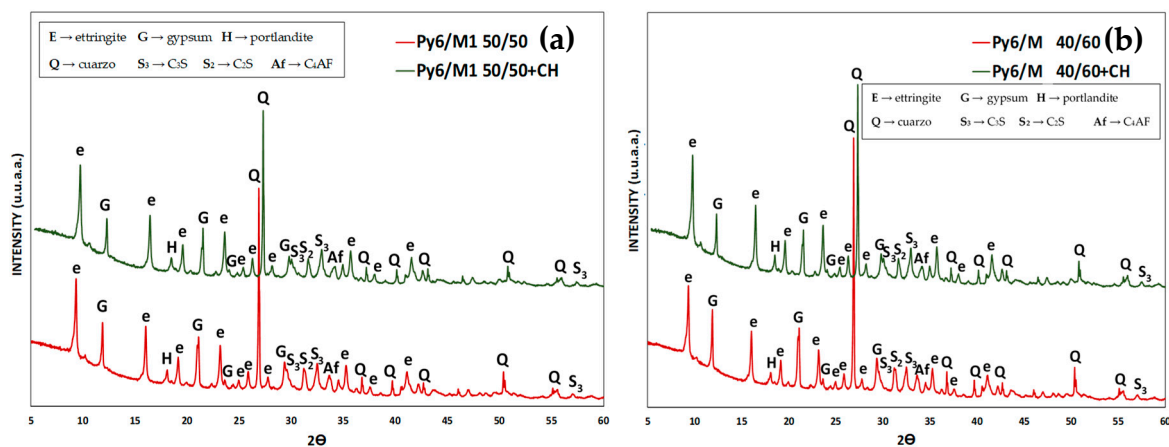 E → ettringite G → gypsum H → portlandite
Q → cuarzo S₃ → C₃S S₂ → C₂S Af → C₄AF
Py6/M1 50/50 (a)
Py6/M1 50/50+CH
INTENSITY (u.u.a.a.)
e G e H e G e G e e e Q G S₃ S₂ S₃ Af e Q e Q e Q Q Q Q S₃
e G e H e G e G e e Q e G S₃ S₂ S₃ Af e Q e Q e Q Q Q S₃
5 10 15 20 25 30 35 40 45 50 55 60
2Ɵ
Py6/M 40/60 (b)
Py6/M 40/60+CH
E → ettringite G → gypsum H → portlandite
Q → cuarzo S₃ → C₃S S₂ → C₂S Af → C₄AF
INTENSITY (u.u.a.a.)
e G e H e G e G e e Q e G S₃ S₂ S₃ Af e Q e Q e Q Q Q Q S₃
e G e H e G e G e e Q e G S₃ S₂ S₃ Af e Q e Q e Q Q Q S₃
5 10 15 20 25 30 35 40 45 50 55 60
2Ɵ